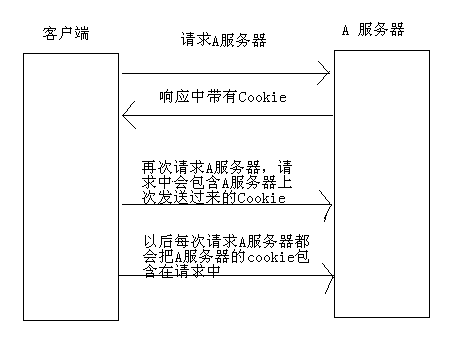 客户端
A 服务器
请求A服务器
响应中带有Cookie
再次请求A服务器，请
求中会包含A服务器上
次发送过来的Cookie
以后每次请求A服务器都
会把A服务器的cookie包
含在请求中